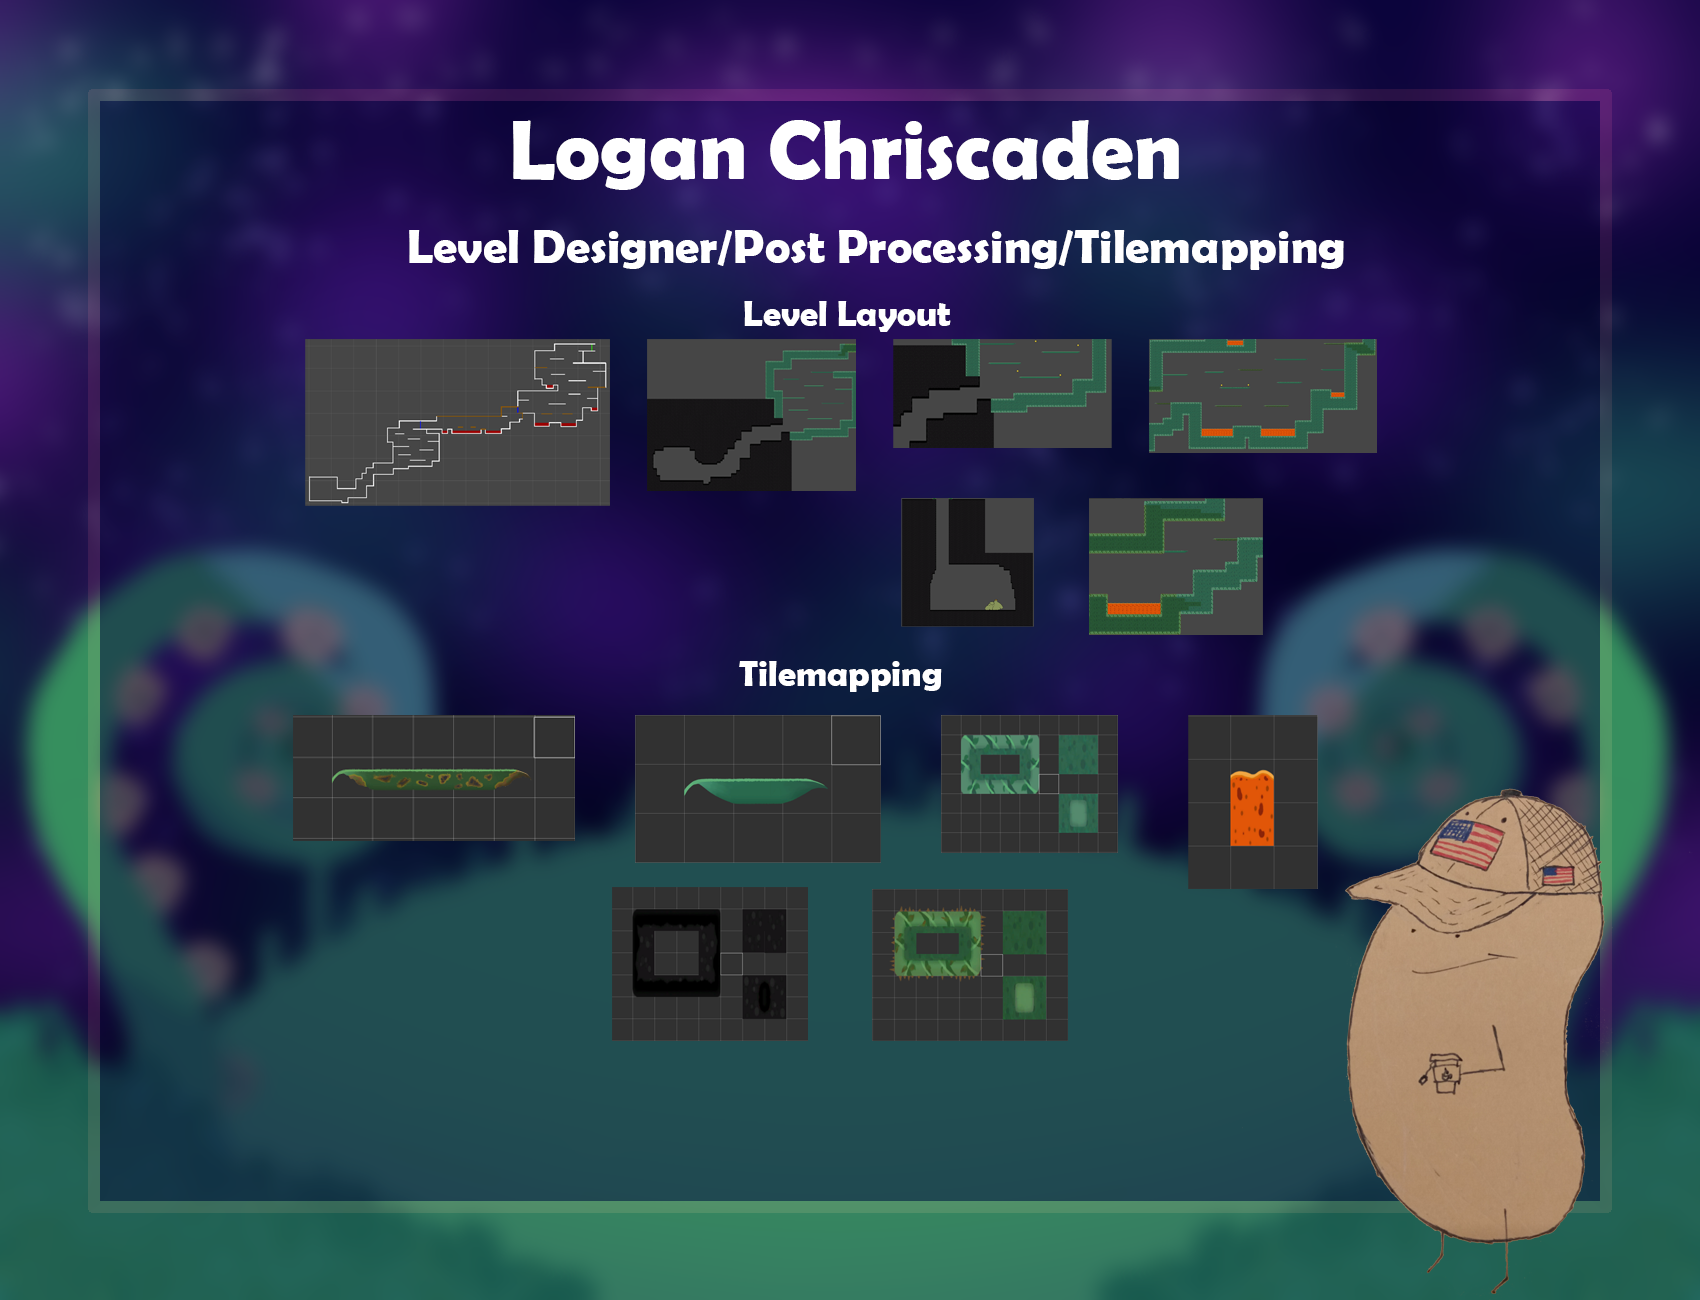 Logan Chriscaden
Level Designer/Post Processing/Tilemapping
Level Layout
Tilemapping